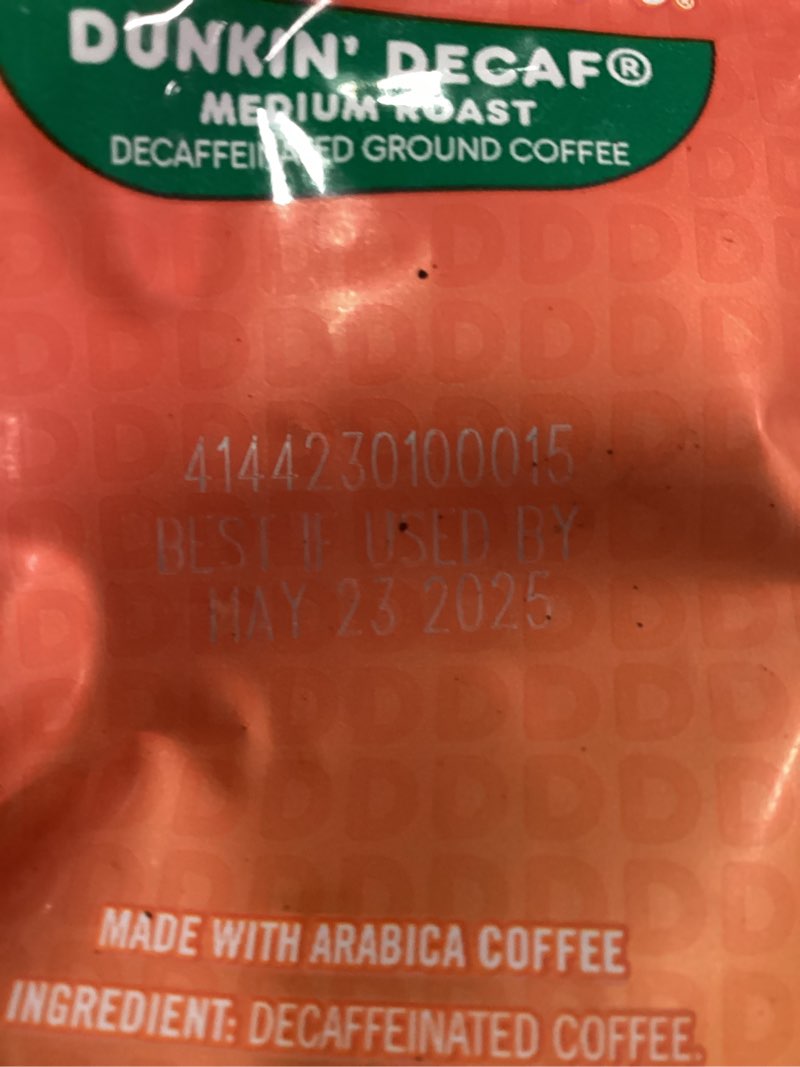 DUNKIN' DECAF®
MEDIUM ROAST
DECAFFEINATED GROUND COFFEE
4144230100015
BEST IF USED BY
MAY 23 2025
MADE WITH ARABICA COFFEE
INGREDIENT: DECAFFEINATED COFFEE.